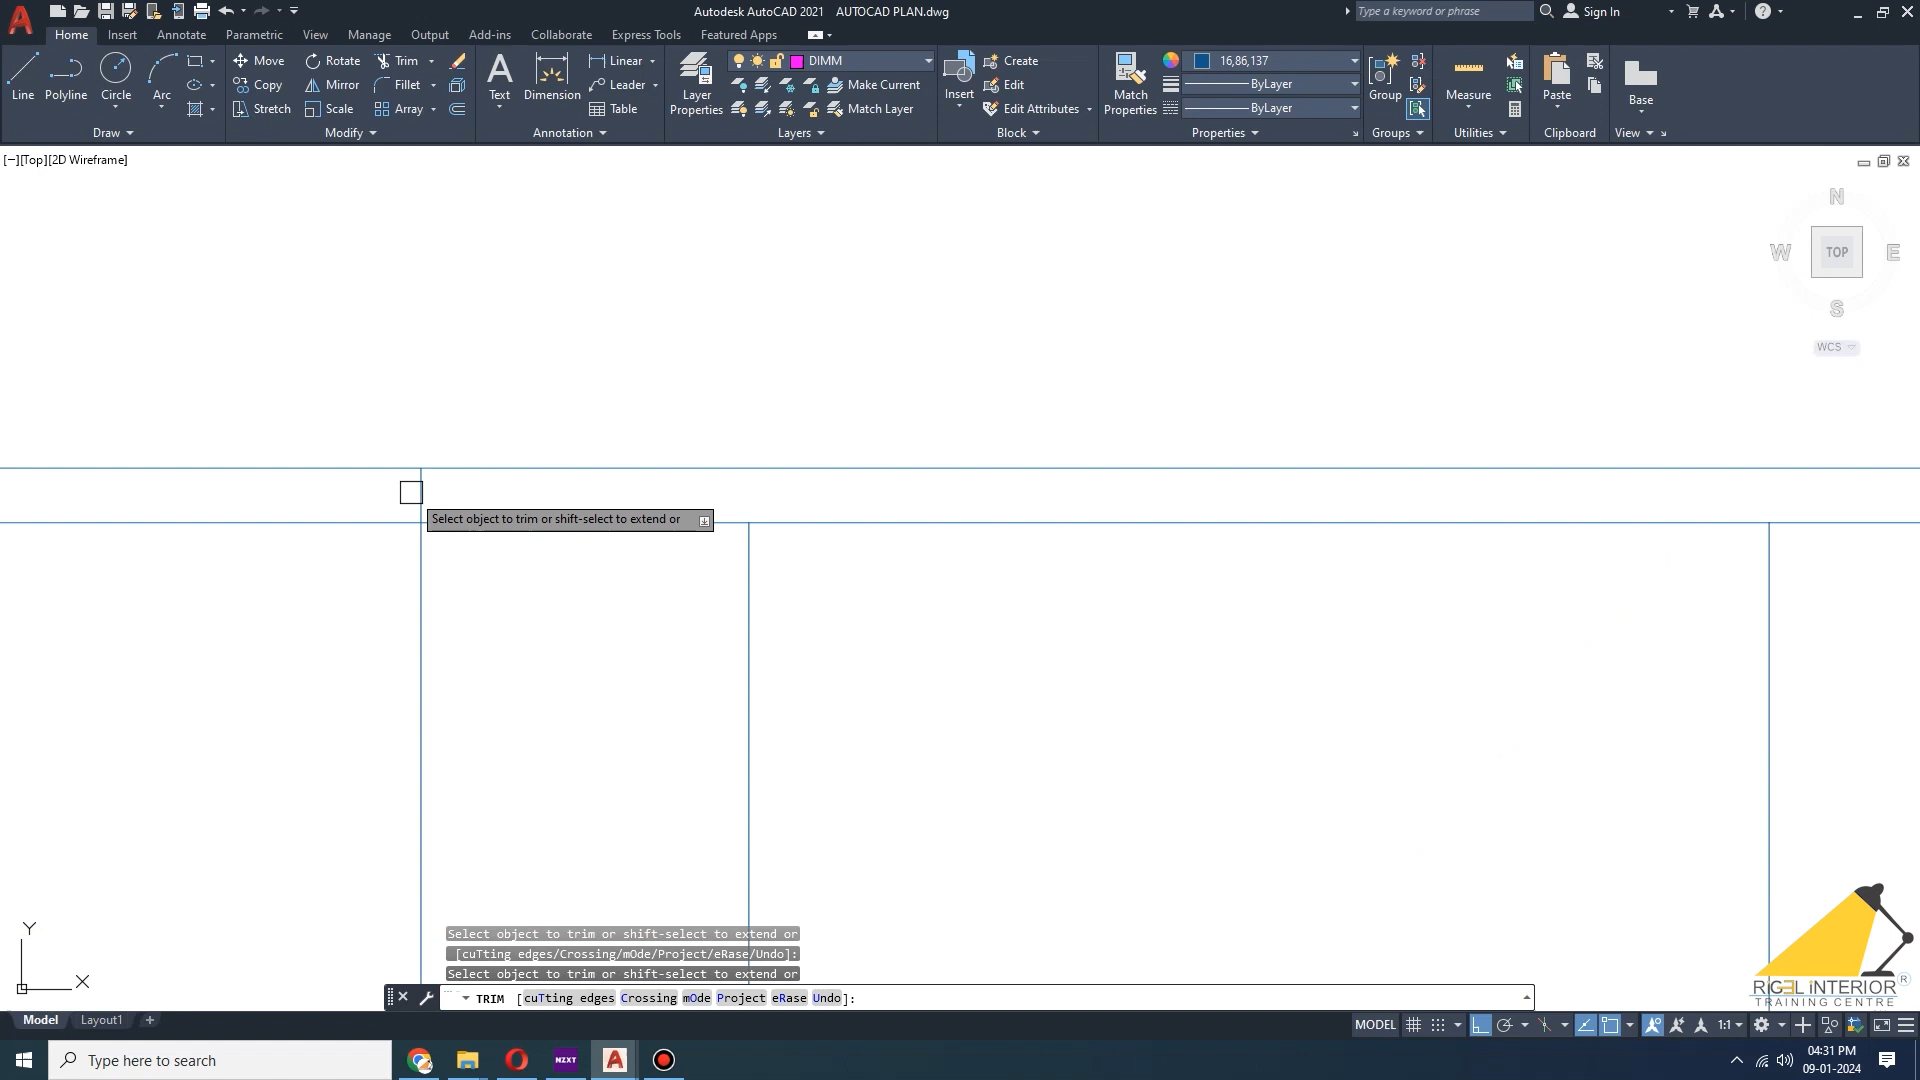 Autodesk AutoCAD 2021 AUTOCAD PLAN.dwg
Type a keyword or phrase
Sign In
Home Insert Annotate Parametric View Manage Output Add-ins Collaborate Express Tools Featured Apps
Line
Polyline
Circle
Arc
Draw
Move
Rotate
Trim
Copy
Mirror
Fillet
Stretch
Scale
Array
Modify
Text
Dimension
Linear
Leader
Table
Annotation
Layer
Properties
DIMM
Make Current
Match Layer
Layers
Insert
Create
Edit
Edit Attributes
Block
Match
Properties
16,86,137
ByLayer
ByLayer
Properties
Group
Groups
Measure
Utilities
Paste
Clipboard
Base
View
[−][Top][2D Wireframe]
N
W
TOP
E
S
WCS
Select object to trim or shift-select to extend or
Y
X
Select object to trim or shift-select to extend or
[cuTting edges/Crossing/mOde/Project/eRase/Undo]:
Select object to trim or shift-select to extend or
TRIM [cuTting edges Crossing mOde Project eRase Undo]:
RIGEL INTERIOR ®
TRAINING CENTRE
Model Layout1 +
MODEL
1:1
Type here to search
NZXT
04:31 PM
09-01-2024